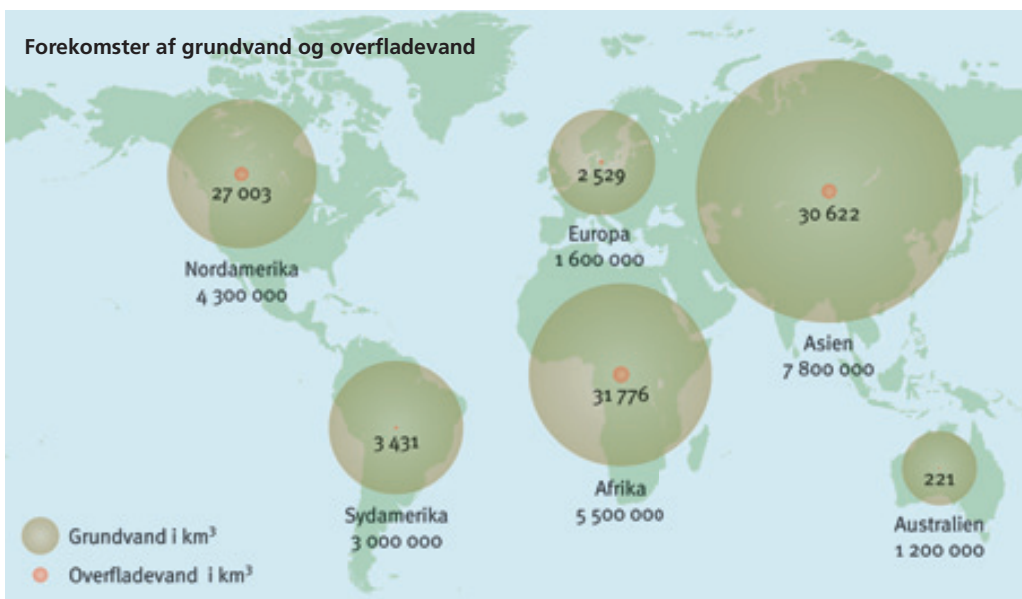 Forekomster af grundvand og overfladevand
27 003
Nordamerika
4 300 000
2 529
Europa
1 600 000
30 622
Asien
7 800 000
3 431
Sydamerika
3 000 000
31 776
Afrika
5 500 000
221
Australien
1 200 000
Grundvand i km³
Overfladevand i km³